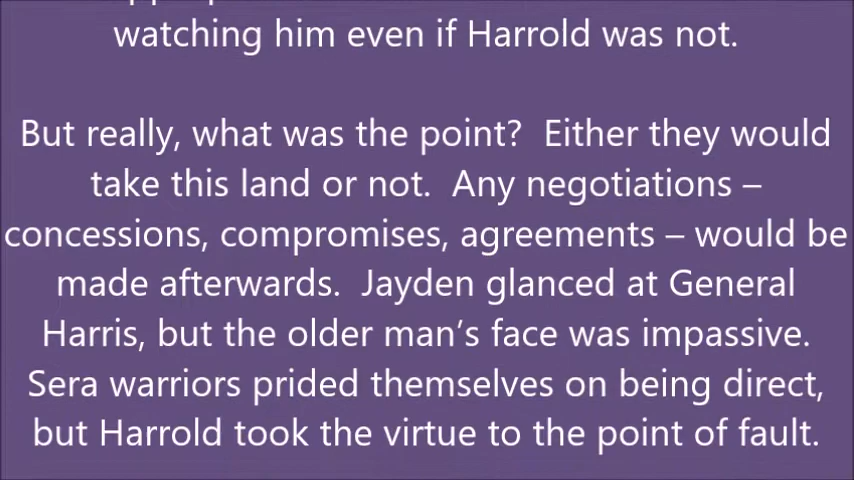 watching him even if Harrold was not.
But really, what was the point?  Either they would
take this land or not.  Any negotiations –
concessions, compromises, agreements – would be
made afterwards.  Jayden glanced at General
Harris, but the older man’s face was impassive.
Sera warriors prided themselves on being direct,
but Harrold took the virtue to the point of fault.